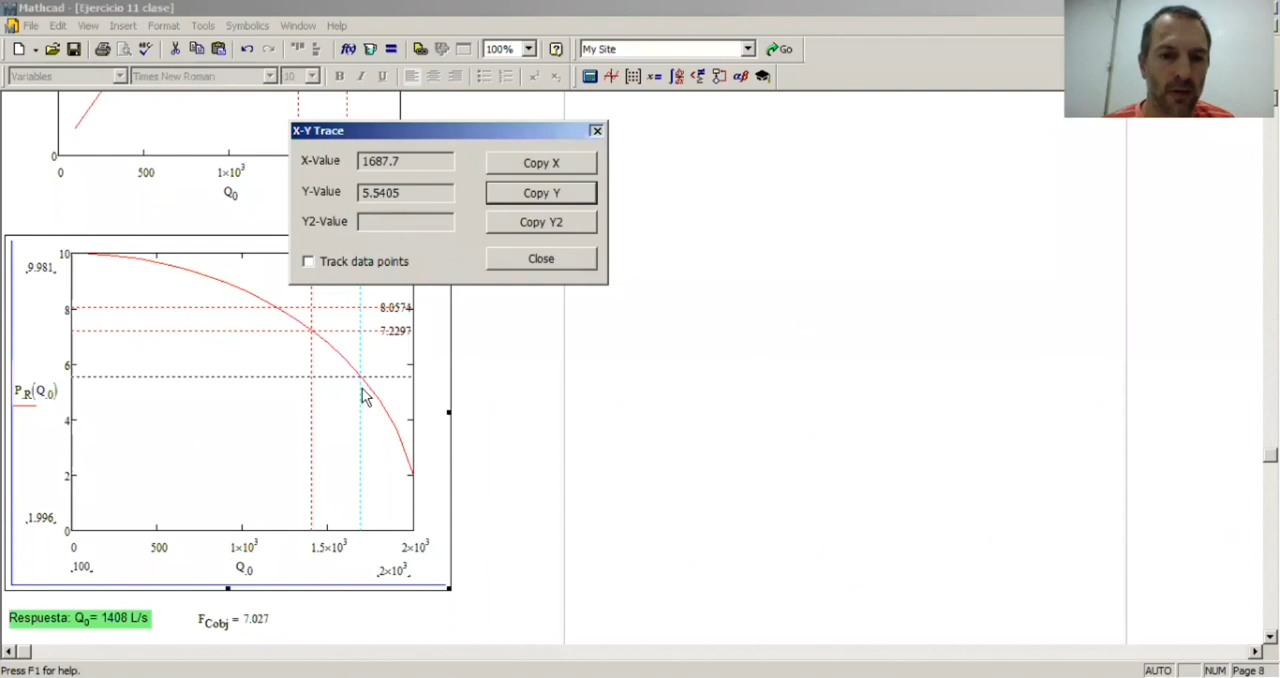 Mathcad - [Ejercicio 11 clase]
File Edit View Insert Format Tools Symbolics Window Help
100% My Site Go
Variables Times New Roman 10 B I U
0
0 500 1×10³
Q₀
X-Y Trace
X-Value 1687.7 Copy X
Y-Value 5.5405 Copy Y
Y2-Value Copy Y2
Track data points Close
10
9.981
8 8.0574
7.2297
6
P.R(Q.0)
4
2
1.996
0
0 500 1×10³ 1.5×10³ 2×10³
100 Q.0 2×10³
Respuesta: Q₀= 1408 L/s F_Cobj = 7.027
Press F1 for help. AUTO NUM Page 8